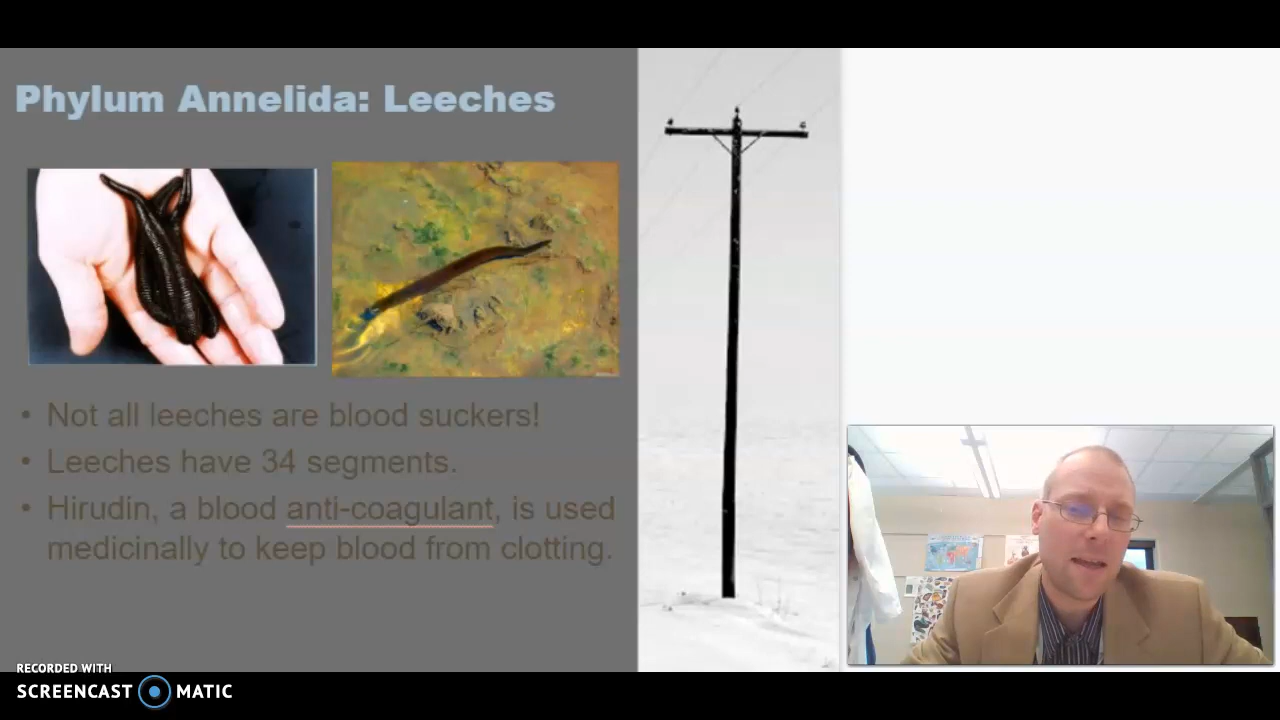 Phylum Annelida: Leeches
• Not all leeches are blood suckers!
• Leeches have 34 segments.
• Hirudin, a blood anti-coagulant, is used
medicinally to keep blood from clotting.
RECORDED WITH
SCREENCAST MATIC